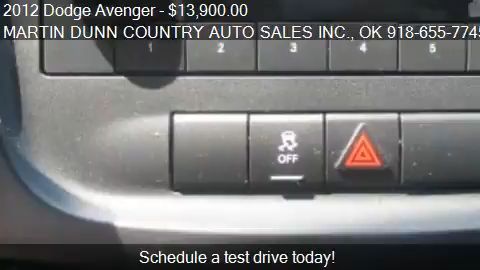 2012 Dodge Avenger - $13,900.00
MARTIN DUNN COUNTRY AUTO SALES INC., OK 918-655-7745
1 2 3 4 5
OFF
Schedule a test drive today!